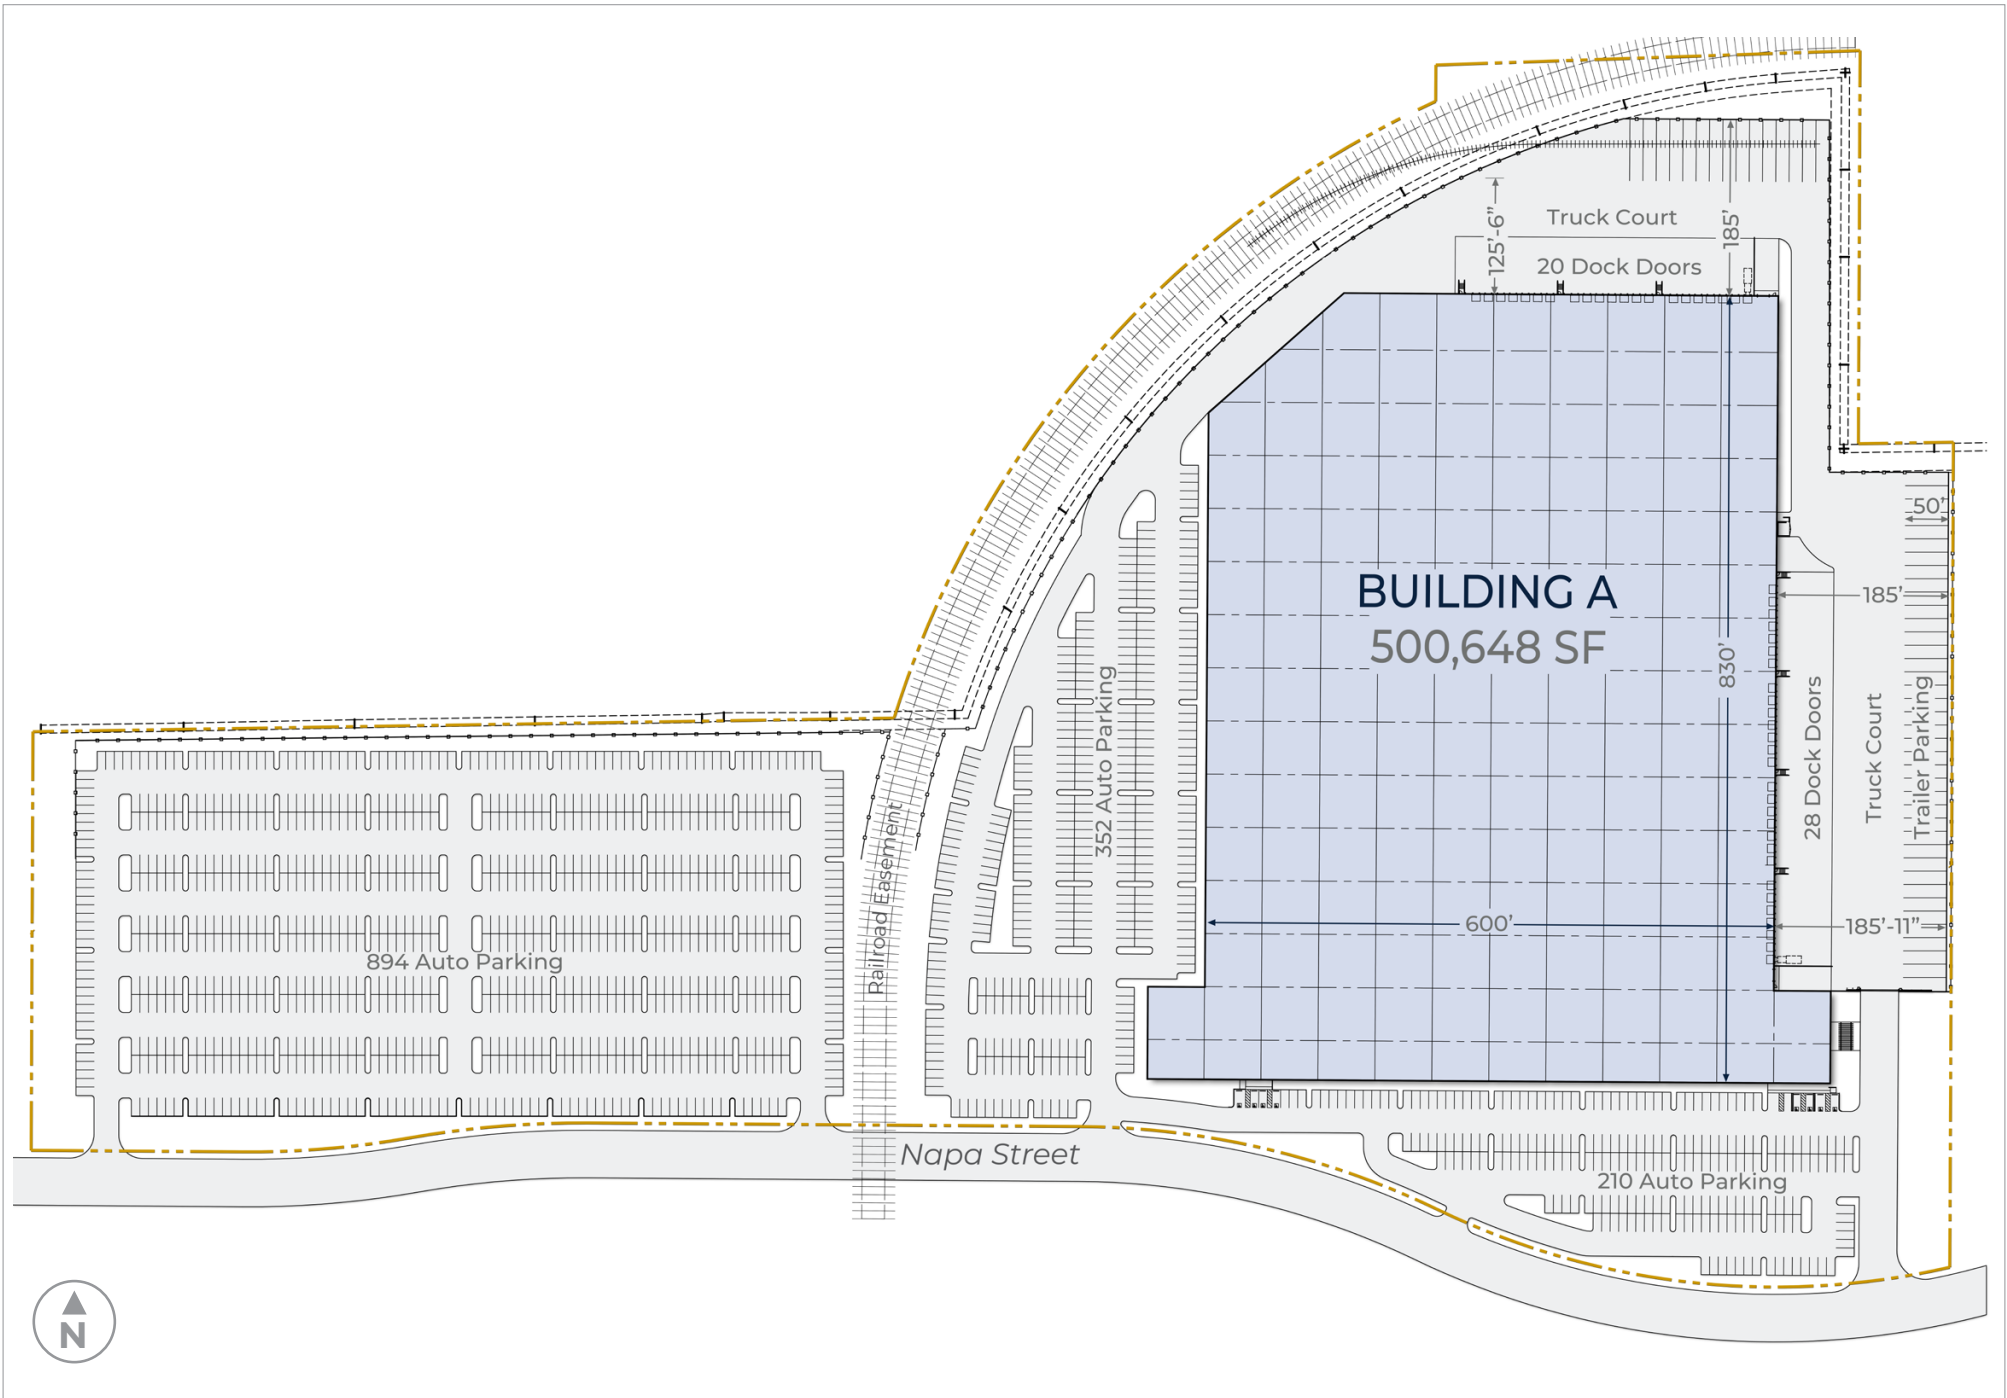 Truck Court
125'-6"
185'
20 Dock Doors
50'
BUILDING A
500,648 SF
185'
830'
352 Auto Parking
28 Dock Doors
Truck Court
Trailer Parking
Railroad Easement
600'
185'-11"
894 Auto Parking
Napa Street
210 Auto Parking
N